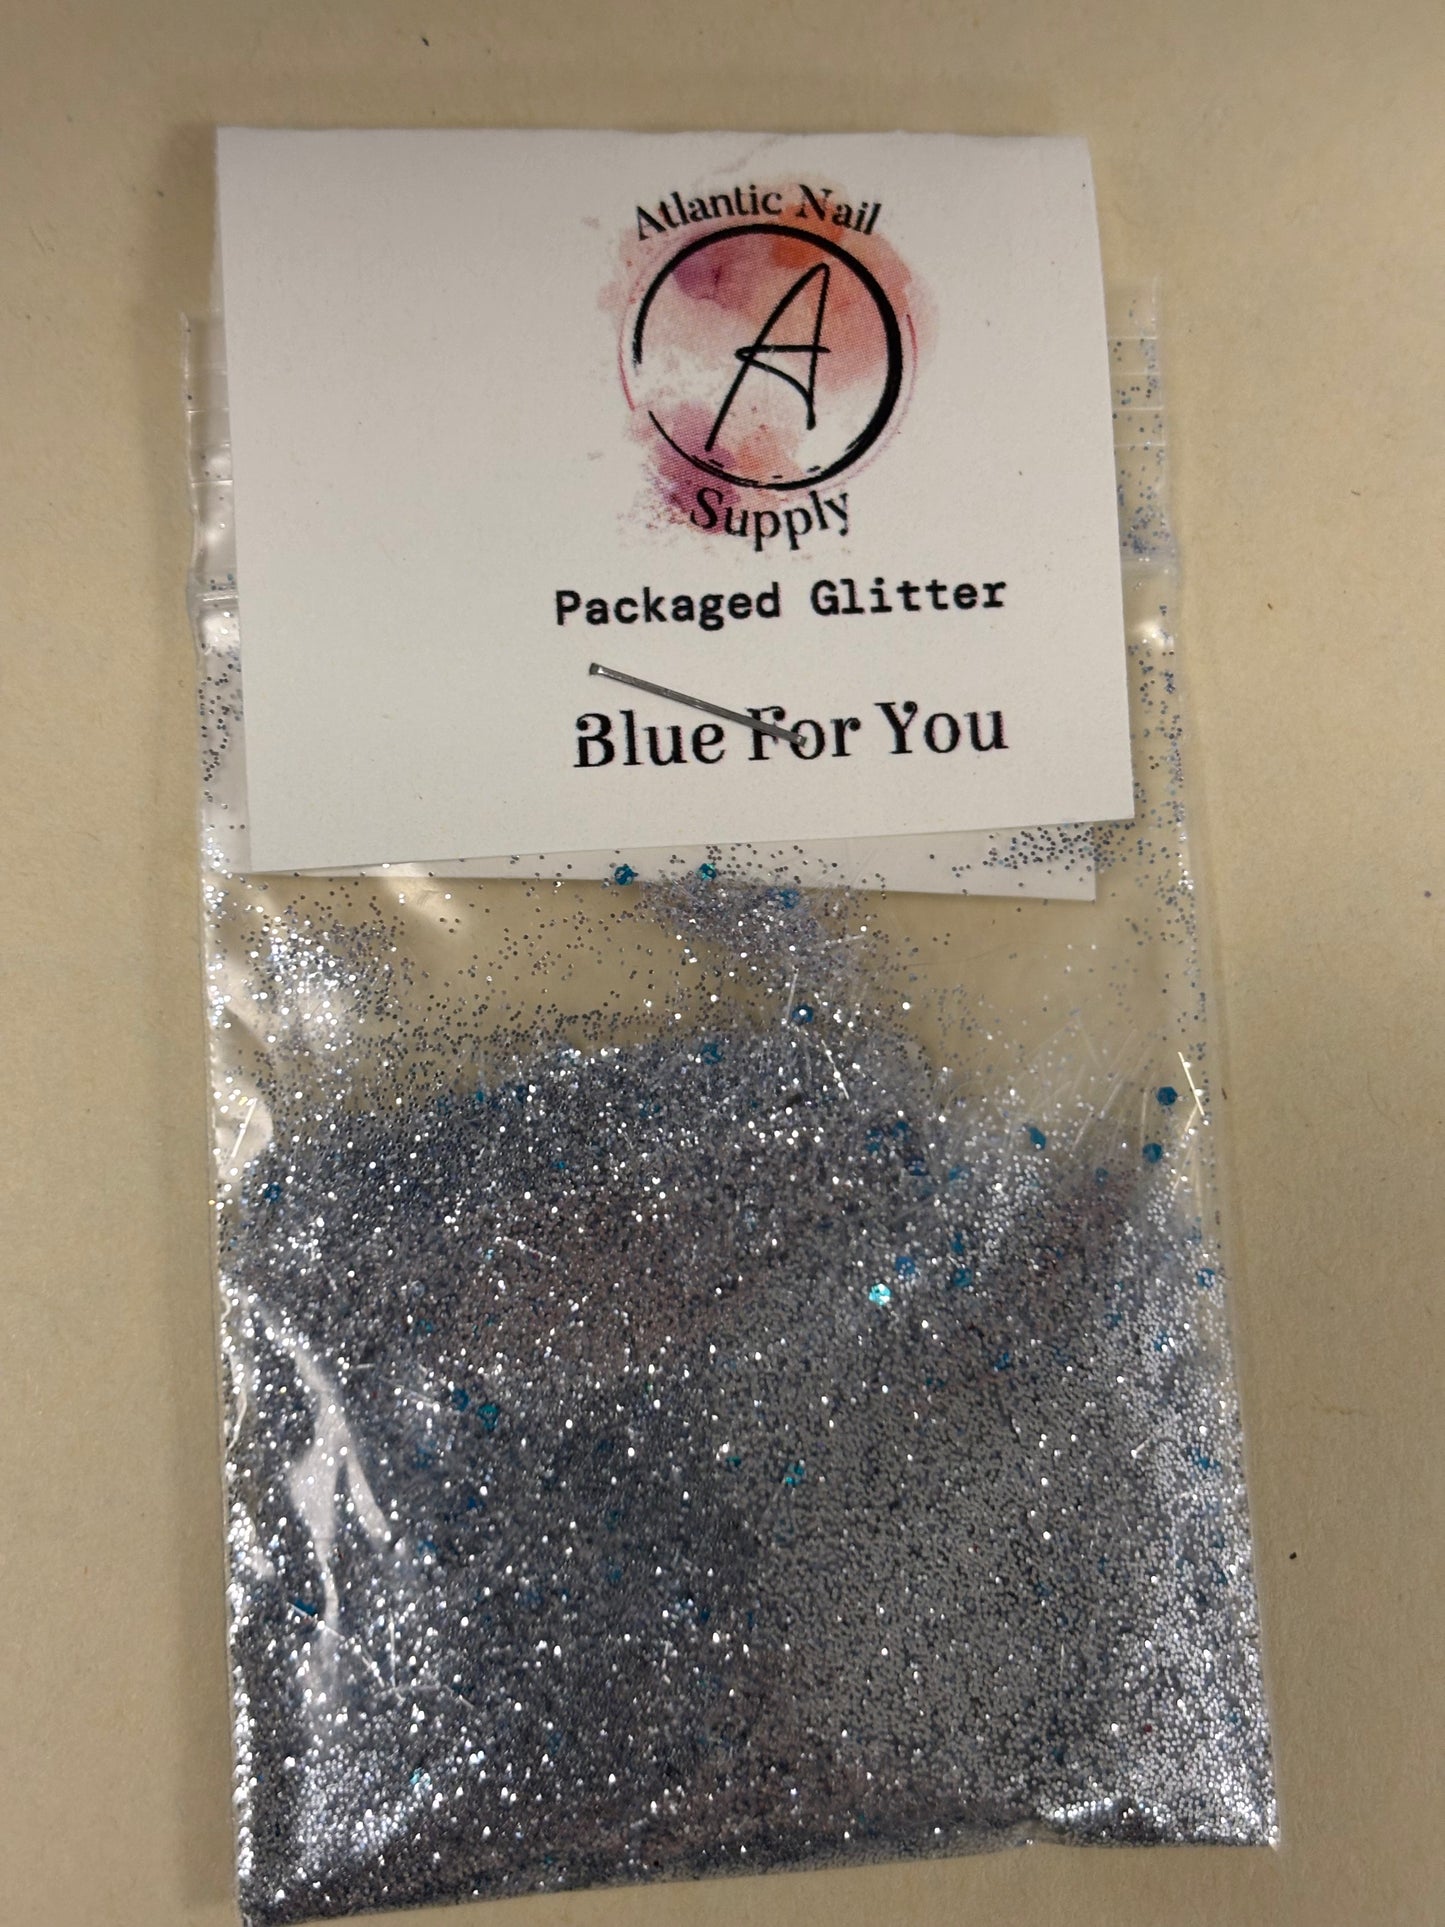 Atlantic Nail
A
Supply
Packaged Glitter
Blue For You